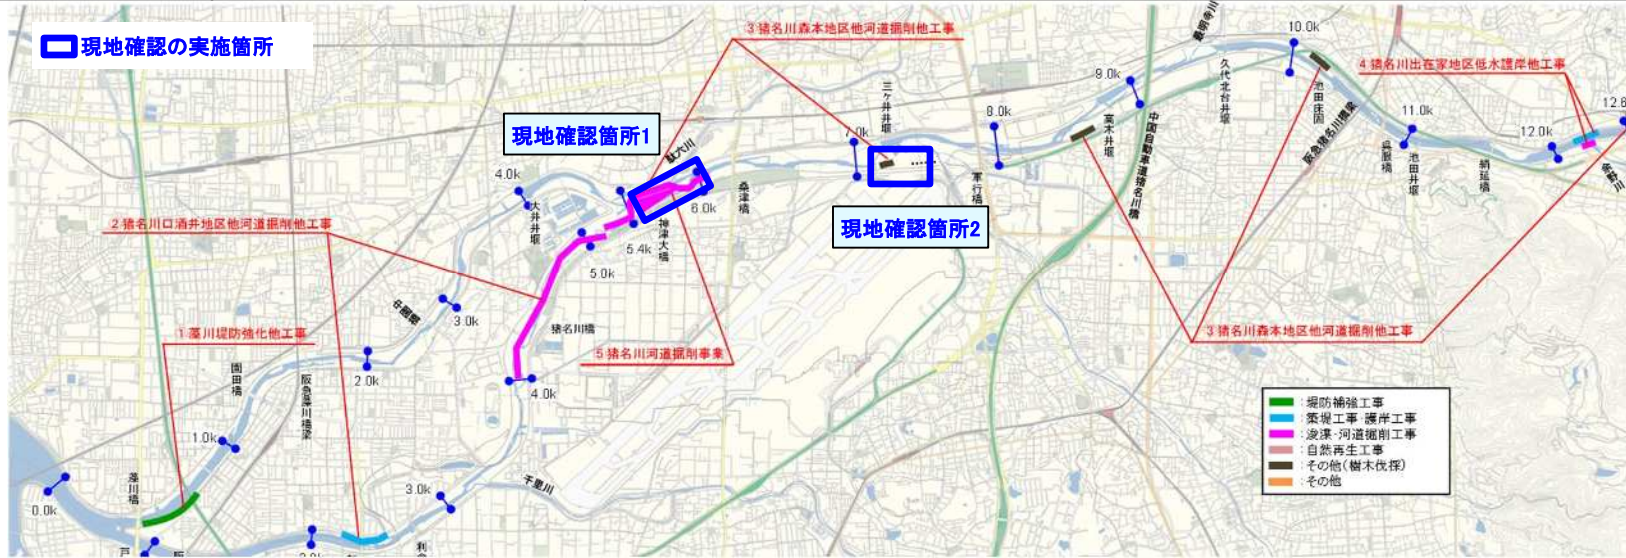 現地確認の実施箇所
3 猪名川森本地区他河道掘削他工事
最明寺川
10.0k
4 猪名川出在家地区低水護岸他工事
久代北台井堰
池田床固
9.0k
三ヶ井井堰
8.0k
高木井堰
中国自動車道猪名川橋
阪急猪名川橋梁
11.0k
12.0k
12.6
呉服橋
池田井堰
絹延橋
余野川
現地確認箇所1
7.0k
駄六川
4.0k
大井井堰
桑津橋
6.0k
軍行橋
現地確認箇所2
2 猪名川口酒井地区他河道掘削他工事
神津大橋
5.4k
5.0k
3.0k
猪名川橋
1 藻川堤防強化他工事
3 猪名川森本地区他河道掘削他工事
5 猪名川河道掘削事業
園田橋
阪急藻川橋梁
2.0k
4.0k
1.0k
藻川橋
0.0k
3.0k
千里川
戸
利
:堤防補強工事
:築堤工事・護岸工事
:浚渫・河道掘削工事
:自然再生工事
:その他(樹木伐採)
:その他